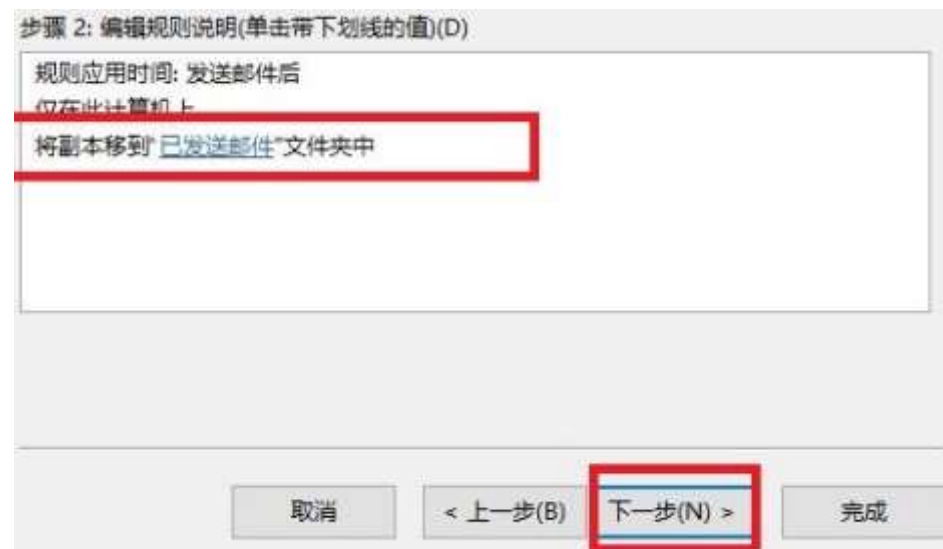 步骤 2: 编辑规则说明(单击带下划线的值)(D)
规则应用时间: 发送邮件后
仅在此计算机上
将副本移到"已发送邮件"文件夹中
取消
< 上一步(B)
下一步(N) >
完成